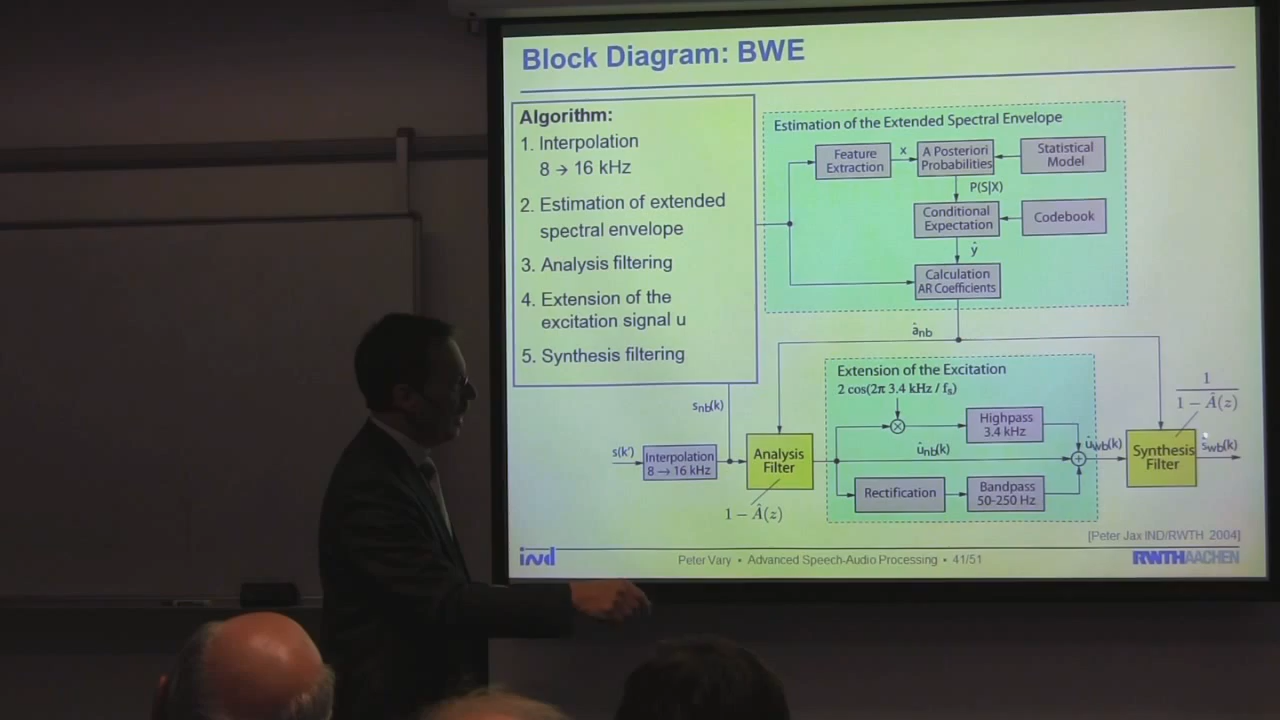 Block Diagram: BWE
Algorithm:
1. Interpolation
8 → 16 kHz
2. Estimation of extended
spectral envelope
3. Analysis filtering
4. Extension of the
excitation signal u
5. Synthesis filtering
Estimation of the Extended Spectral Envelope
Feature
Extraction
x
A Posteriori
Probabilities
Statistical
Model
P(S|X)
Conditional
Expectation
Codebook
ŷ
Calculation
AR Coefficients
â_nb
Extension of the Excitation
2 cos(2π 3.4 kHz / f_s)
Highpass
3.4 kHz
s_nb(k)
s(k')
Interpolation
8 → 16 kHz
Analysis
Filter
1 − Â(z)
û_nb(k)
Rectification
Bandpass
50-250 Hz
û_wb(k)
Synthesis
Filter
1
1 − Â(z)
ŝ_wb(k)
[Peter Jax IND/RWTH 2004]
ind
Peter Vary • Advanced Speech-Audio Processing • 41/51
RWTHAACHEN